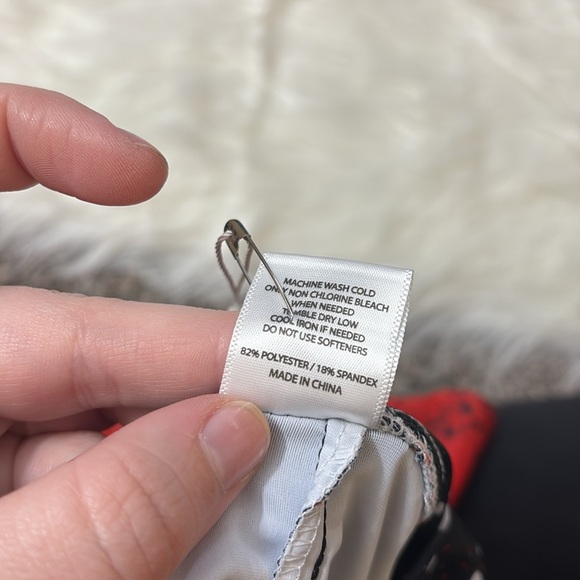 MACHINE WASH COLD
ONLY NON CHLORINE BLEACH
WHEN NEEDED
TUMBLE DRY LOW
COOL IRON IF NEEDED
DO NOT USE SOFTENERS
82% POLYESTER / 18% SPANDEX
MADE IN CHINA